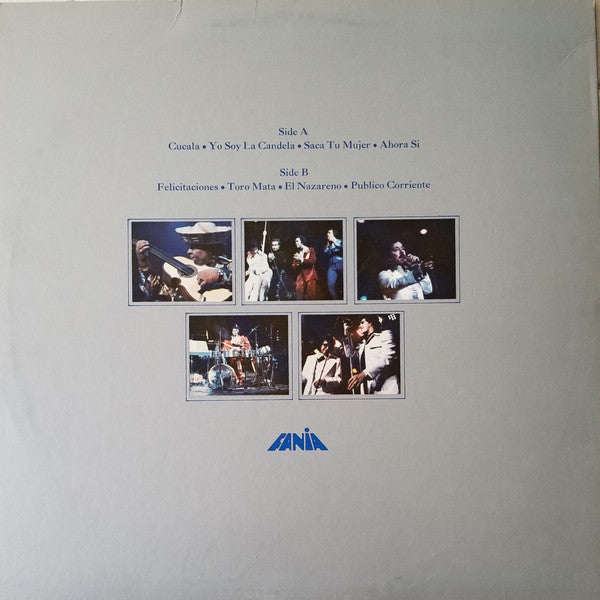 Side A
Cucala • Yo Soy La Candela • Saca Tu Mujer • Ahora Si
Side B
Felicitaciones • Toro Mata • El Nazareno • Publico Corriente
FANIA